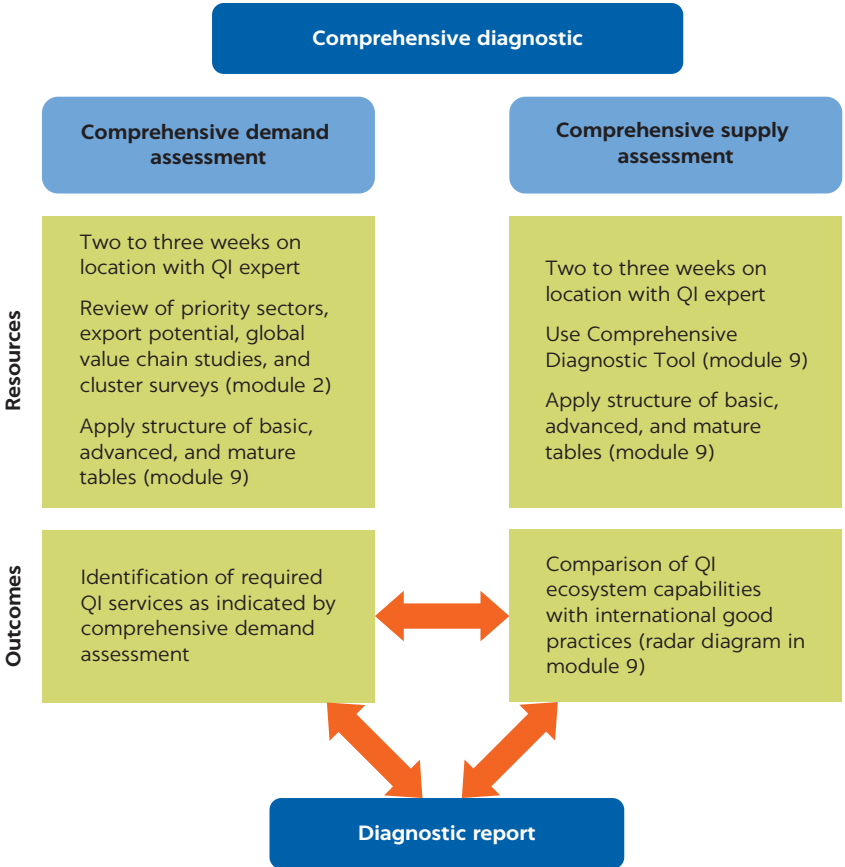 Comprehensive diagnostic
Comprehensive demand
assessment
Comprehensive supply
assessment
Resources
Two to three weeks on
location with QI expert
Review of priority sectors,
export potential, global
value chain studies, and
cluster surveys (module 2)
Apply structure of basic,
advanced, and mature
tables (module 9)
Two to three weeks on
location with QI expert
Use Comprehensive
Diagnostic Tool (module 9)
Apply structure of basic,
advanced, and mature
tables (module 9)
Outcomes
Identification of required
QI services as indicated by
comprehensive demand
assessment
Comparison of QI
ecosystem capabilities
with international good
practices (radar diagram in
module 9)
Diagnostic report